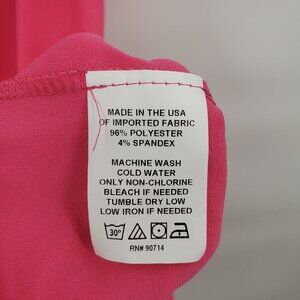 MADE IN THE USA
OF IMPORTED FABRIC
96% POLYESTER
4% SPANDEX
MACHINE WASH
COLD WATER
ONLY NON-CHLORINE
BLEACH IF NEEDED
TUMBLE DRY LOW
LOW IRON IF NEEDED
30°
RN# 90714